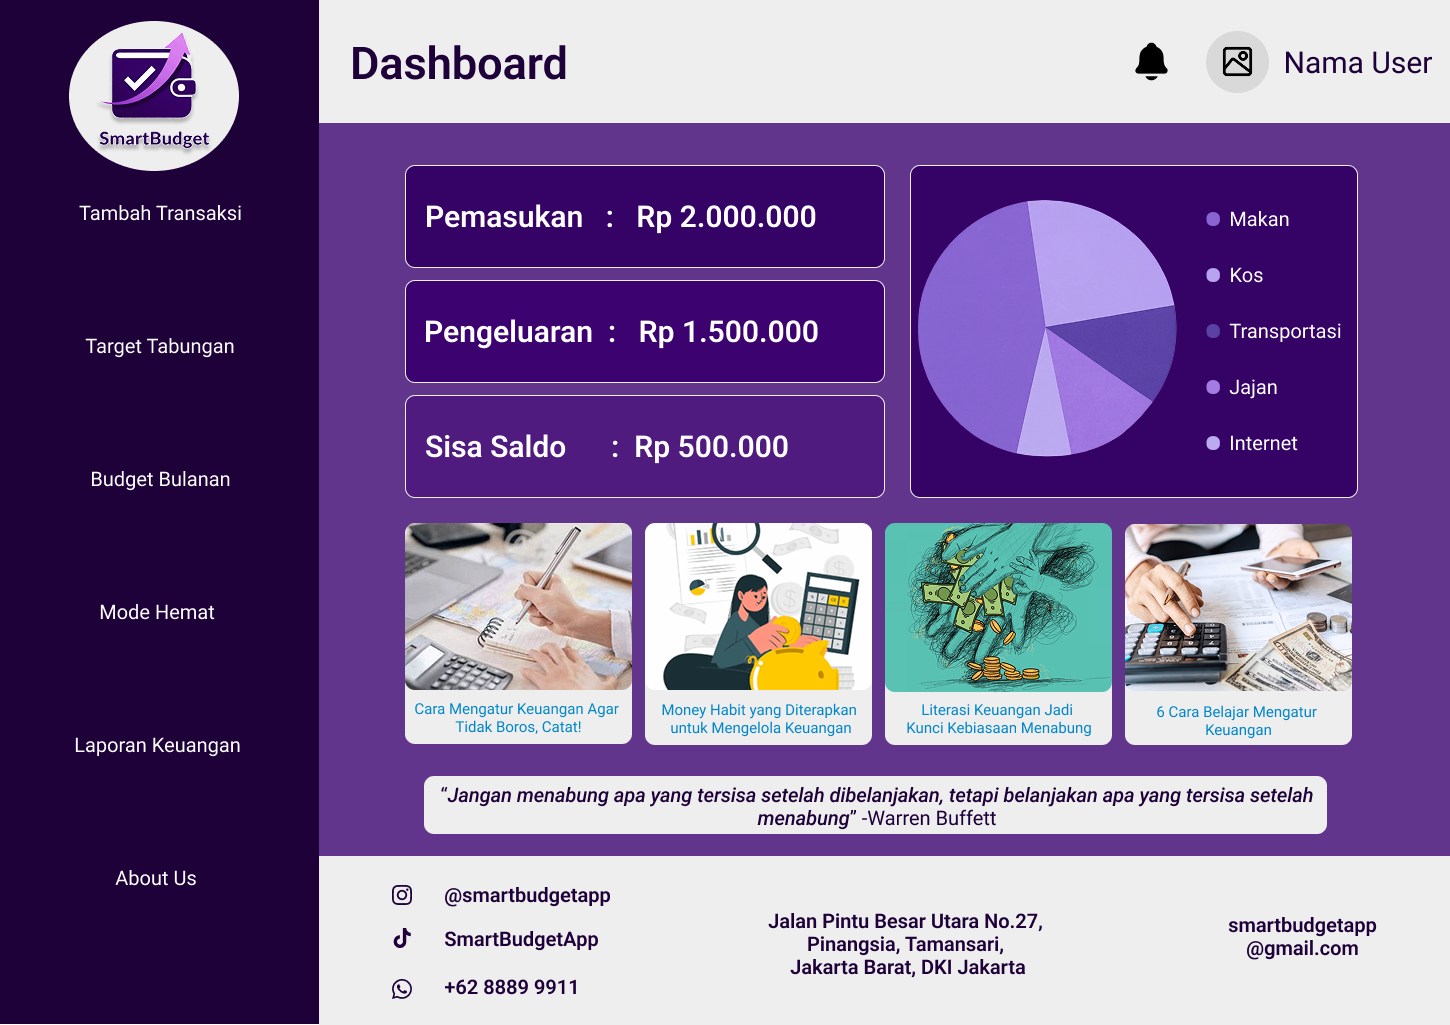 SmartBudget
Tambah Transaksi
Target Tabungan
Budget Bulanan
Mode Hemat
Laporan Keuangan
About Us
Dashboard
Nama User
Pemasukan : Rp 2.000.000
Pengeluaran : Rp 1.500.000
Sisa Saldo : Rp 500.000
Makan
Kos
Transportasi
Jajan
Internet
Cara Mengatur Keuangan Agar
Tidak Boros, Catat!
Money Habit yang Diterapkan
untuk Mengelola Keuangan
Literasi Keuangan Jadi
Kunci Kebiasaan Menabung
6 Cara Belajar Mengatur
Keuangan
“Jangan menabung apa yang tersisa setelah dibelanjakan, tetapi belanjakan apa yang tersisa setelah
menabung” -Warren Buffett
@smartbudgetapp
SmartBudgetApp
+62 8889 9911
Jalan Pintu Besar Utara No.27,
Pinangsia, Tamansari,
Jakarta Barat, DKI Jakarta
smartbudgetapp
@gmail.com